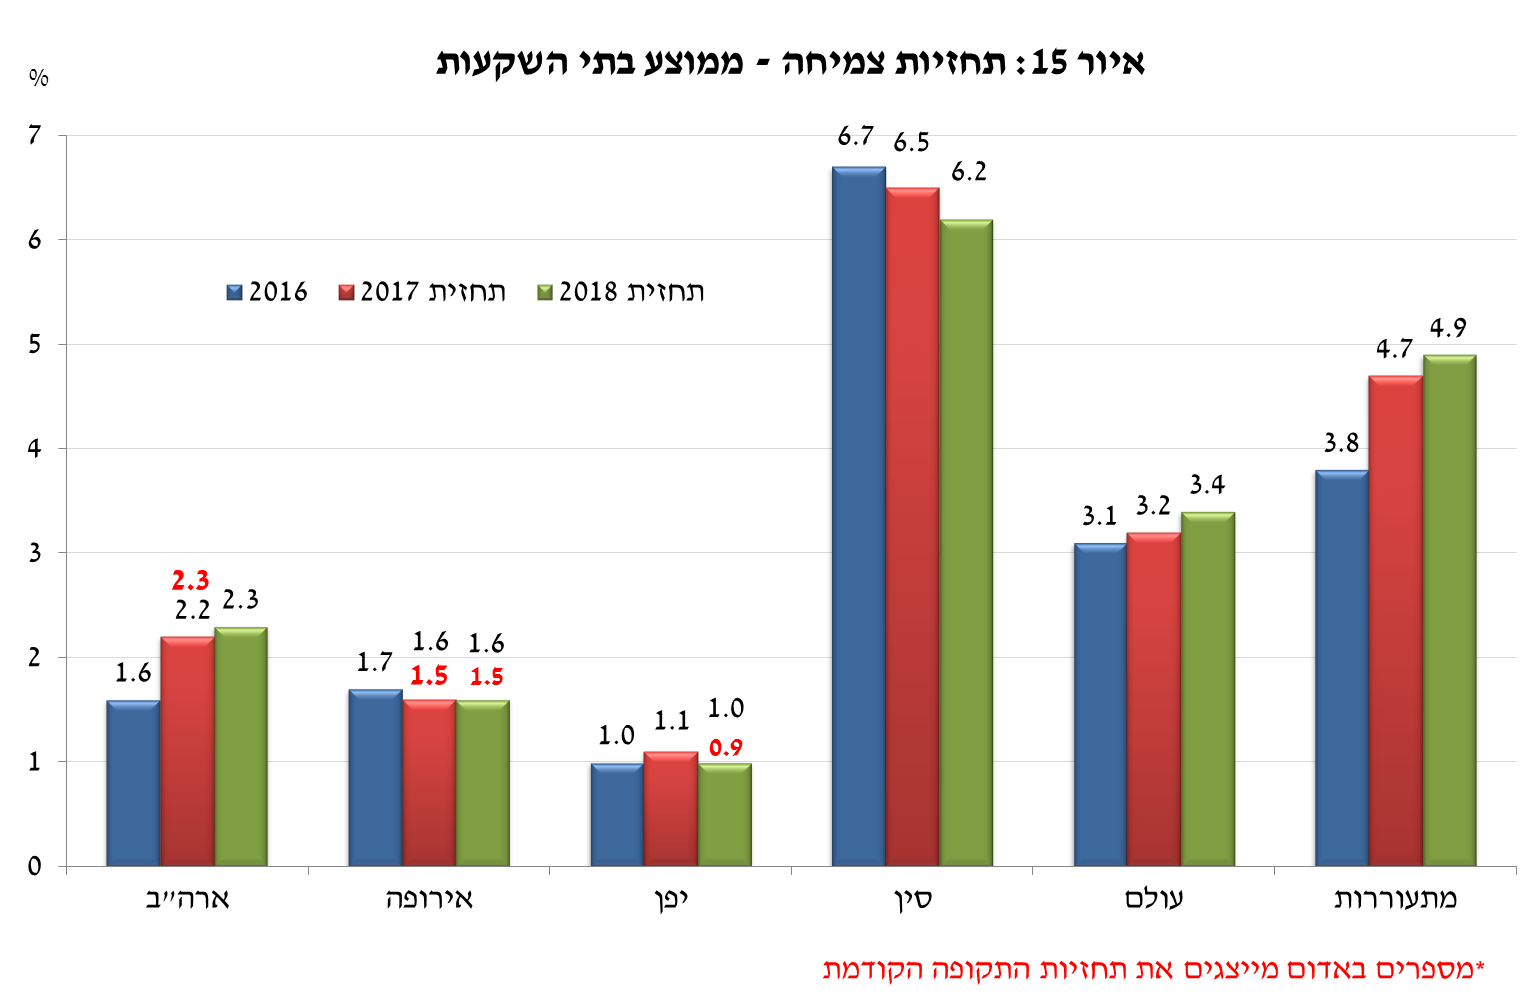 איור 15: תחזיות צמיחה - ממוצע בתי השקעות
%
7
6
5
4
3
2
1
0
2016 תחזית 2017 תחזית 2018
1.6 2.3 2.2 2.3
1.7 1.6 1.5 1.6 1.5
1.0 1.1 1.0 0.9
6.7 6.5 6.2
3.1 3.2 3.4
3.8 4.7 4.9
ארה"ב אירופה יפן סין עולם מתעוררות
*מספרים באדום מייצגים את תחזיות התקופה הקודמת